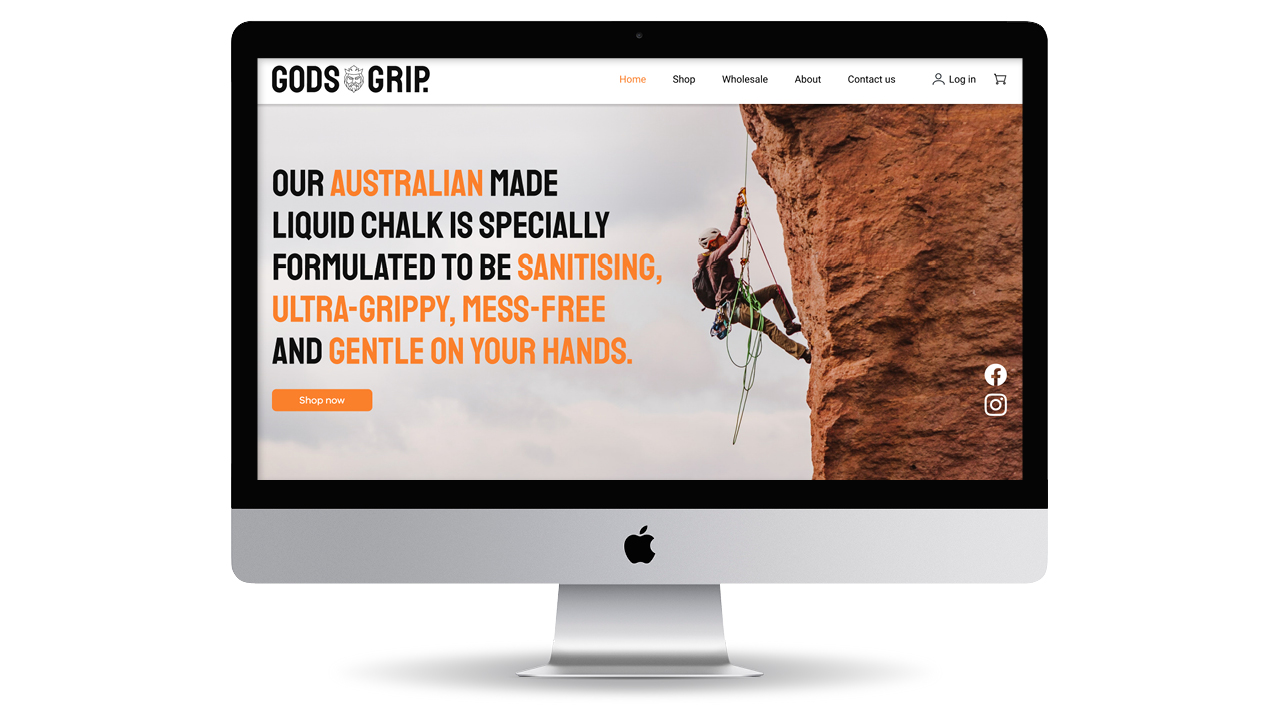 GODS GRIP.
Home Shop Wholesale About Contact us Log in
OUR AUSTRALIAN MADE
LIQUID CHALK IS SPECIALLY
FORMULATED TO BE SANITISING,
ULTRA-GRIPPY, MESS-FREE
AND GENTLE ON YOUR HANDS.
Shop now